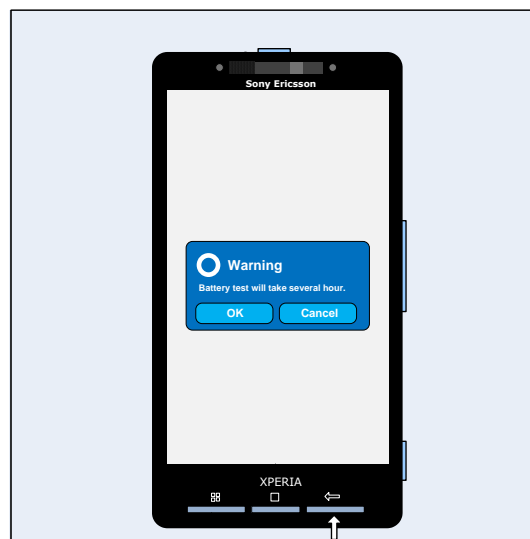 Sony Ericsson
Warning
Battery test will take several hour.
OK Cancel
XPERIA